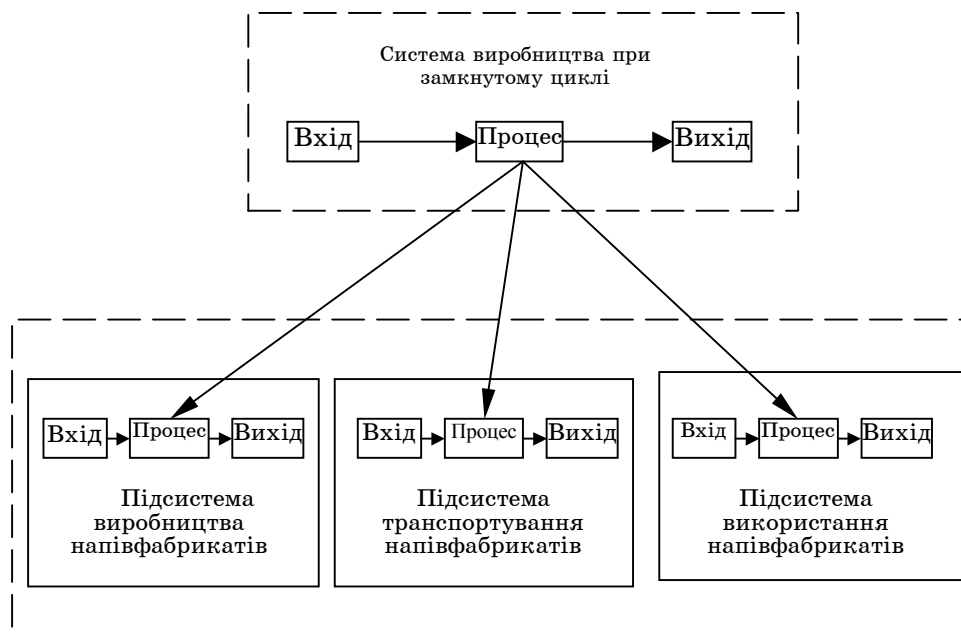 Система виробництва при
замкнутому циклі
Вхід
Процес
Вихід
Вхід
Процес
Вихід
Підсистема
виробництва
напівфабрикатів
Вхід
Процес
Вихід
Підсистема
транспортування
напівфабрикатів
Вхід
Процес
Вихід
Підсистема
використання
напівфабрикатів